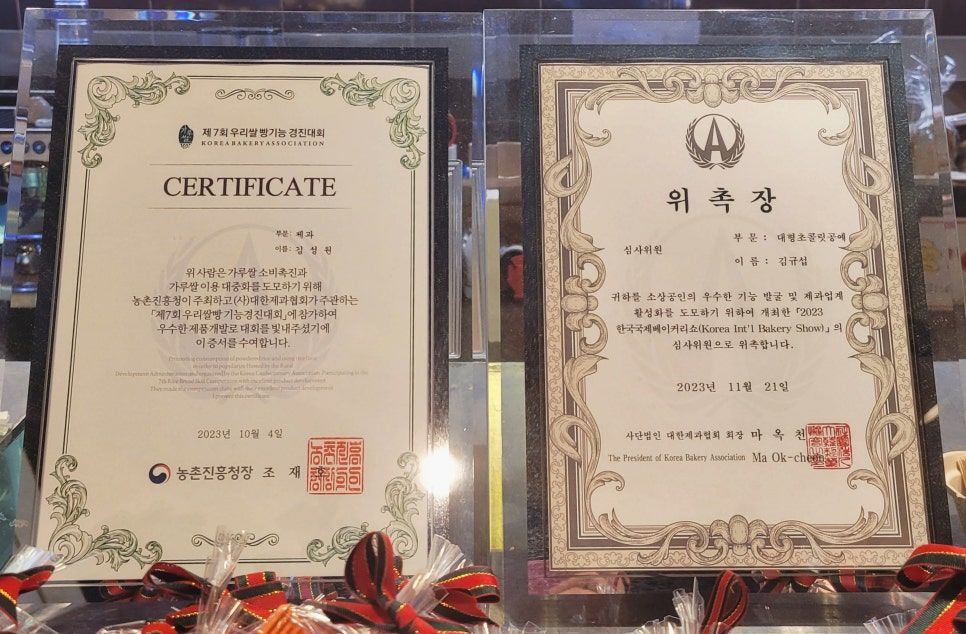 제7회 우리쌀 빵기능 경진대회
KOREA BAKERY ASSOCIATION
CERTIFICATE
부문: 제과
이름: 김성원
위 사람은 가루쌀 소비촉진과
가루쌀 이용 대중화를 도모하기 위해
농촌진흥청이 주최하고 (사)대한제과협회가 주관하는
「제7회 우리쌀빵 기능경진대회」에 참가하여
우수한 제품개발로 대회를 빛내주셨기에
이 증서를 수여합니다.
2023년 10월 4일
농촌진흥청장 조 재
위 촉 장
심사위원
부 문 : 대형초콜릿공예
이 름 : 김규섭
귀하를 소상공인의 우수한 기능 발굴 및 제과업계
활성화를 도모하기 위하여 개최한 「2023
한국국제베이커리쇼(Korea Int'l Bakery Show)」의
심사위원으로 위촉합니다.
2023년 11월 21일
사단법인 대한제과협회 회장 마 옥 천
The President of Korea Bakery Association Ma Ok-cheon